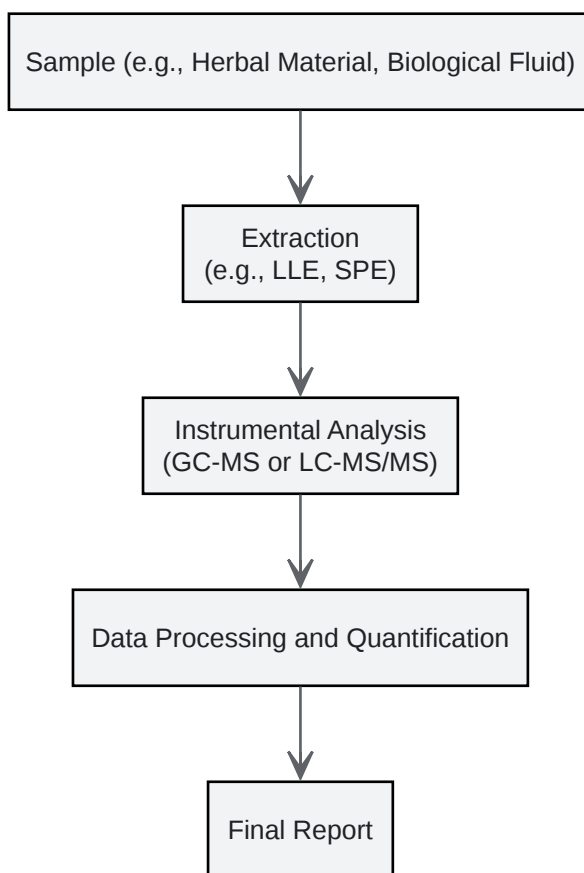 Sample (e.g., Herbal Material, Biological Fluid)
Extraction
(e.g., LLE, SPE)
Instrumental Analysis
(GC-MS or LC-MS/MS)
Data Processing and Quantification
Final Report